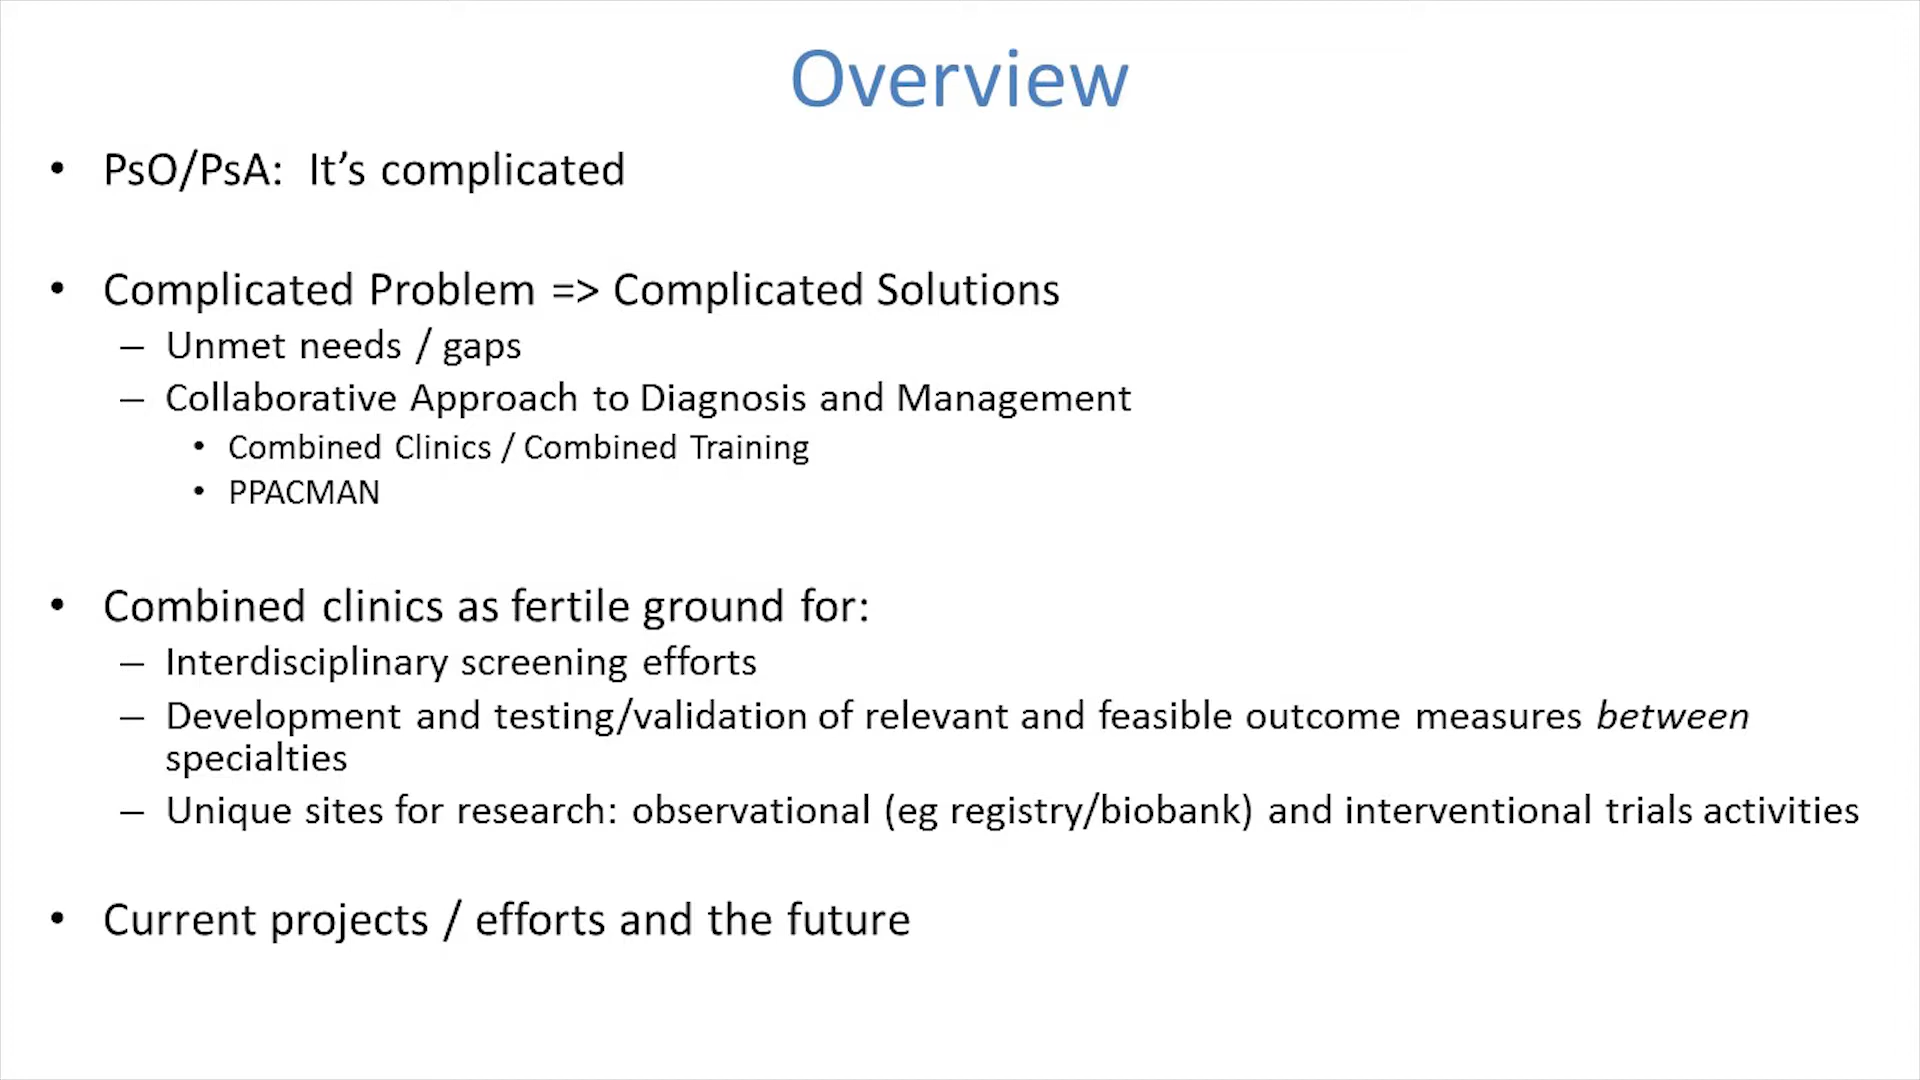 Overview
• PsO/PsA: It's complicated
• Complicated Problem => Complicated Solutions
– Unmet needs / gaps
– Collaborative Approach to Diagnosis and Management
• Combined Clinics / Combined Training
• PPACMAN
• Combined clinics as fertile ground for:
– Interdisciplinary screening efforts
– Development and testing/validation of relevant and feasible outcome measures between
specialties
– Unique sites for research: observational (eg registry/biobank) and interventional trials activities
• Current projects / efforts and the future